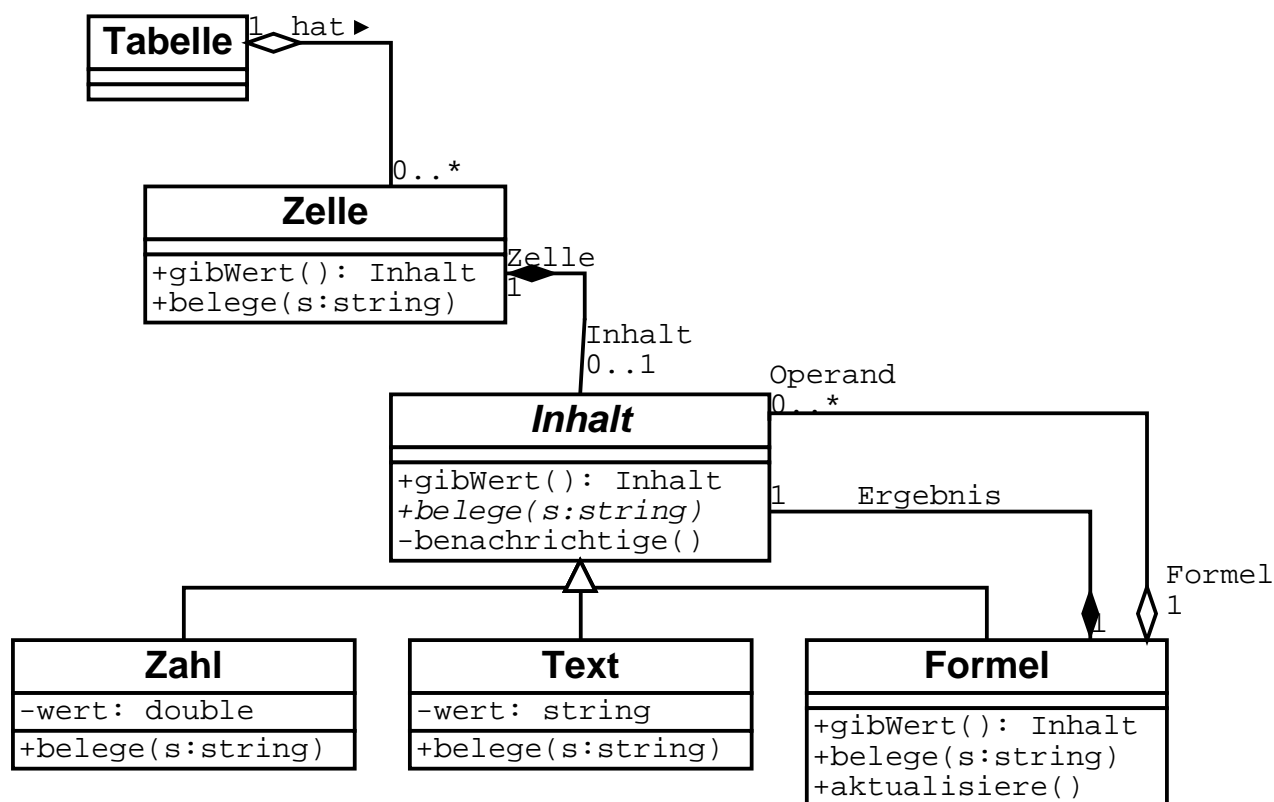 Tabelle
1 hat ►
0..*
Zelle
+gibWert(): Inhalt
+belege(s:string)
Zelle
1
Inhalt
0..1
Inhalt
+gibWert(): Inhalt
+belege(s:string)
-benachrichtige()
Operand
0..*
1 Ergebnis
Formel
1
1
Zahl
-wert: double
+belege(s:string)
Text
-wert: string
+belege(s:string)
Formel
+gibWert(): Inhalt
+belege(s:string)
+aktualisiere()